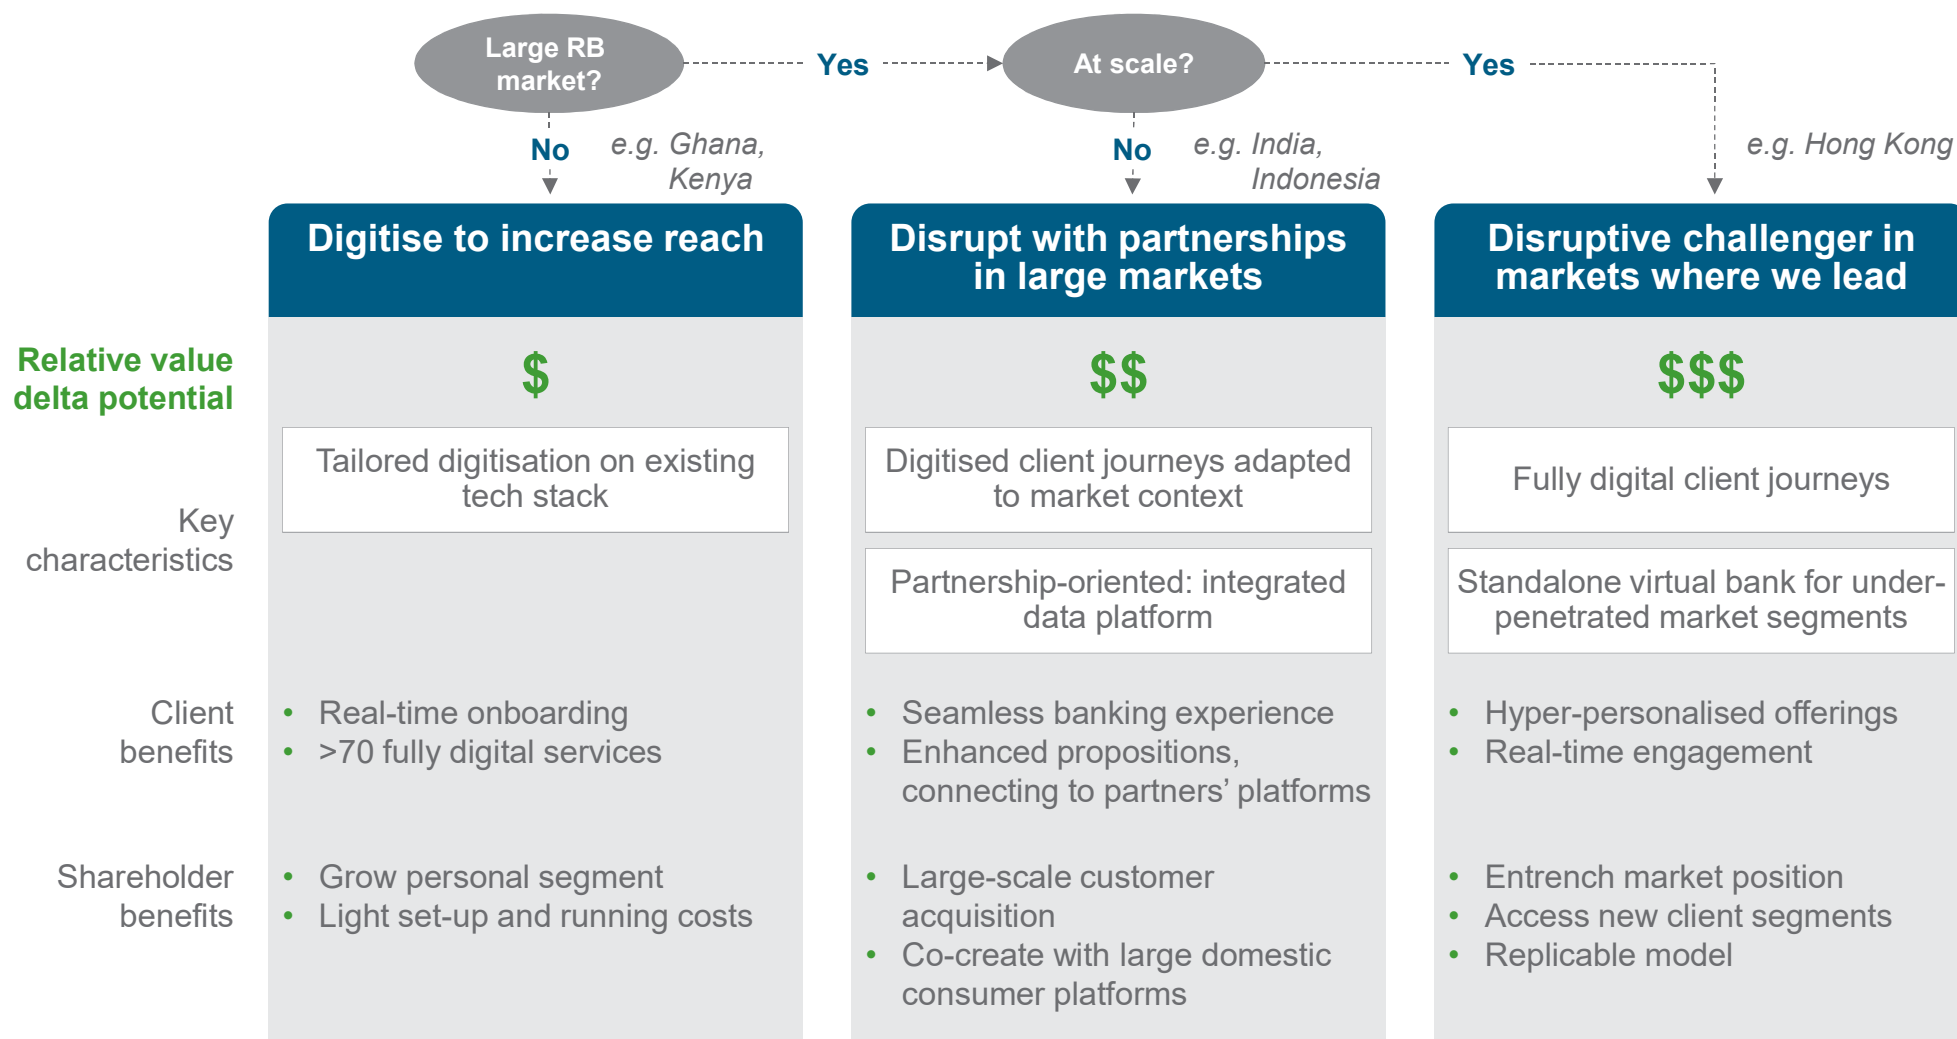 Large RB
market?
Yes
At scale?
Yes
No
e.g. Ghana,
Kenya
No
e.g. India,
Indonesia
e.g. Hong Kong
Digitise to increase reach
Disrupt with partnerships
in large markets
Disruptive challenger in
markets where we lead
Relative value
delta potential
$
$$
$$$
Key
characteristics
Tailored digitisation on existing
tech stack
Digitised client journeys adapted
to market context
Partnership-oriented: integrated
data platform
Fully digital client journeys
Standalone virtual bank for under-
penetrated market segments
Client
benefits
• Real-time onboarding
• >70 fully digital services
• Seamless banking experience
• Enhanced propositions,
connecting to partners’ platforms
• Hyper-personalised offerings
• Real-time engagement
Shareholder
benefits
• Grow personal segment
• Light set-up and running costs
• Large-scale customer
acquisition
• Co-create with large domestic
consumer platforms
• Entrench market position
• Access new client segments
• Replicable model